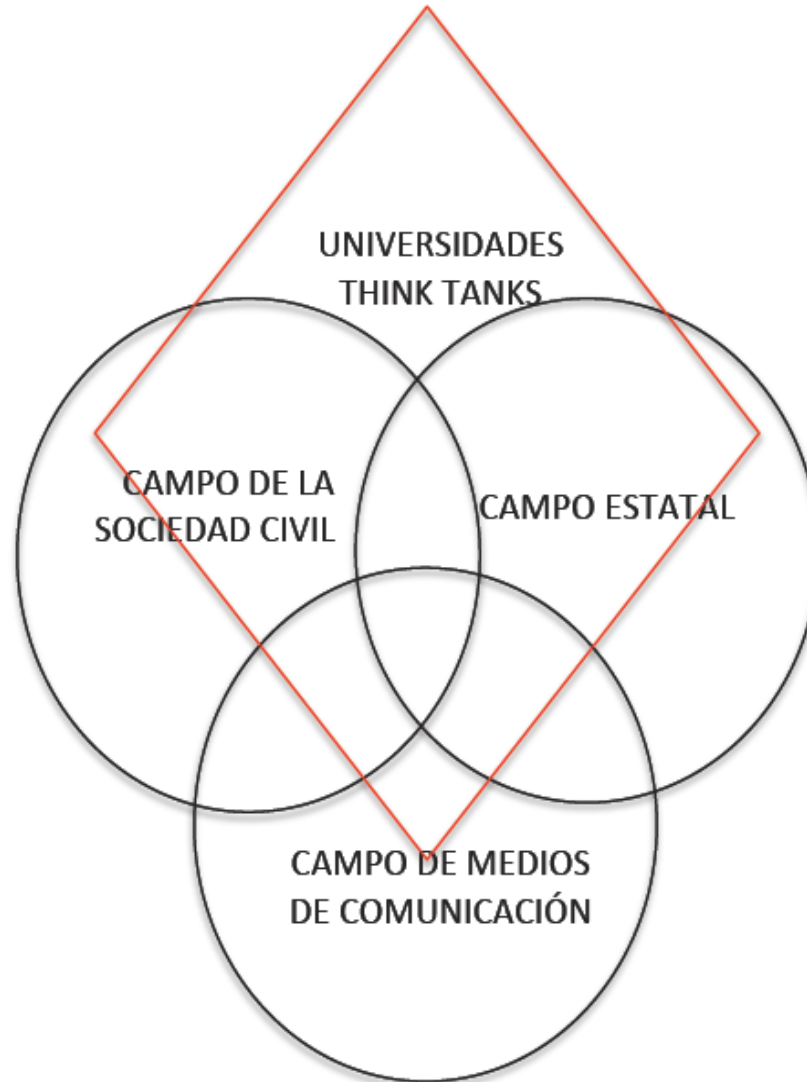 UNIVERSIDADES
THINK TANKS
CAMPO DE LA
SOCIEDAD CIVIL
CAMPO ESTATAL
CAMPO DE MEDIOS
DE COMUNICACIÓN